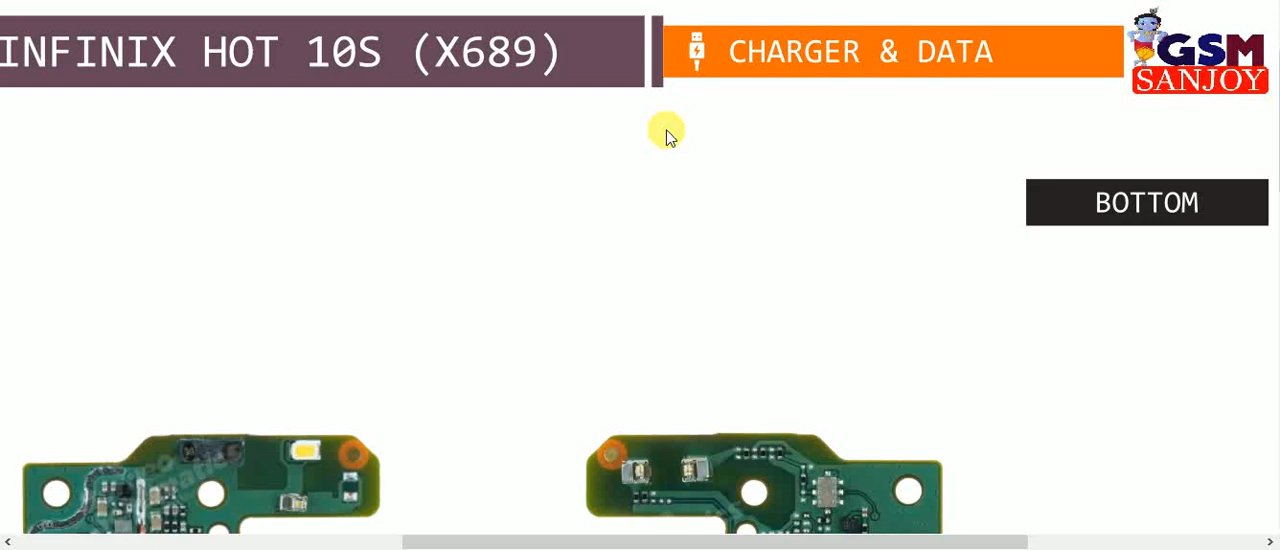 INFINIX HOT 10S (X689)
CHARGER & DATA
GSM
SANJOY
BOTTOM